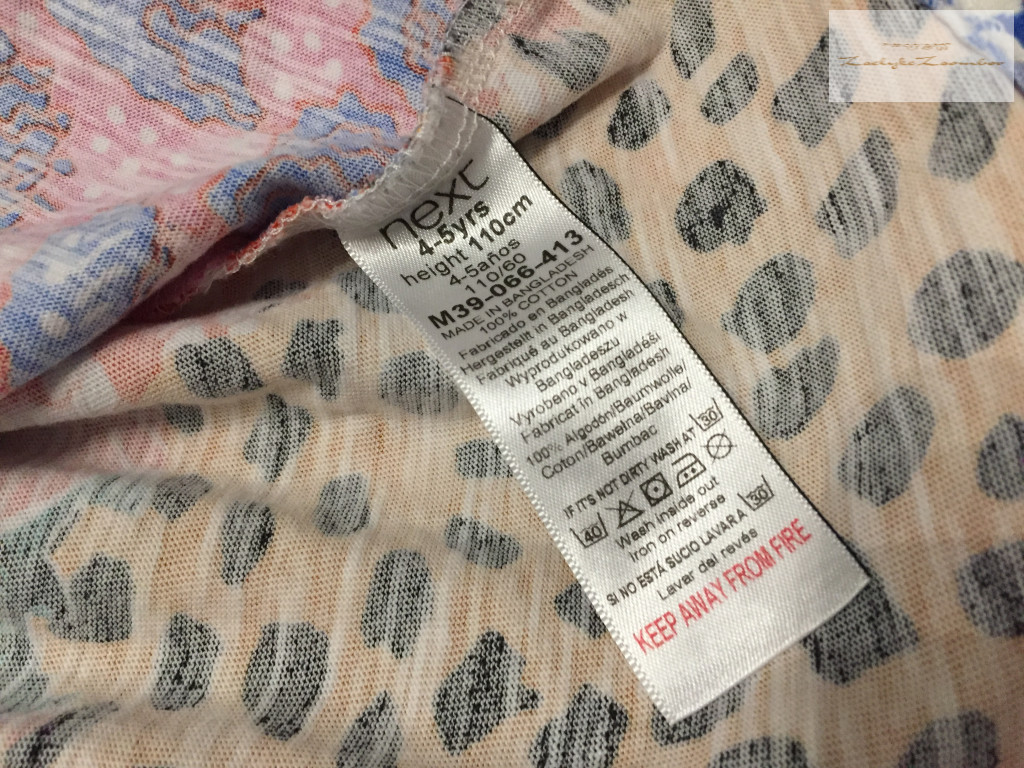 next
4-5yrs
height 110cm
4-5años
110/60
M39-066-413
MADE IN BANGLADESH
100% COTTON
Fabricado en Bangladés
Hergestellt in Bangladesch
Fabriqué au Bangladesh
Wyprodukowano w
Bangladeszu
Vyrobeno v Bangladéši
Fabricat în Bangladesh
100% Algodón/Baumwolle/
Coton/Bawełna/Bavlna/
Bumbac
IF IT'S NOT DIRTY WASH AT 30
40
Wash inside out
Iron on reverse
SI NO ESTÁ SUCIO LAVAR A 30
Lavar del revés
KEEP AWAY FROM FIRE